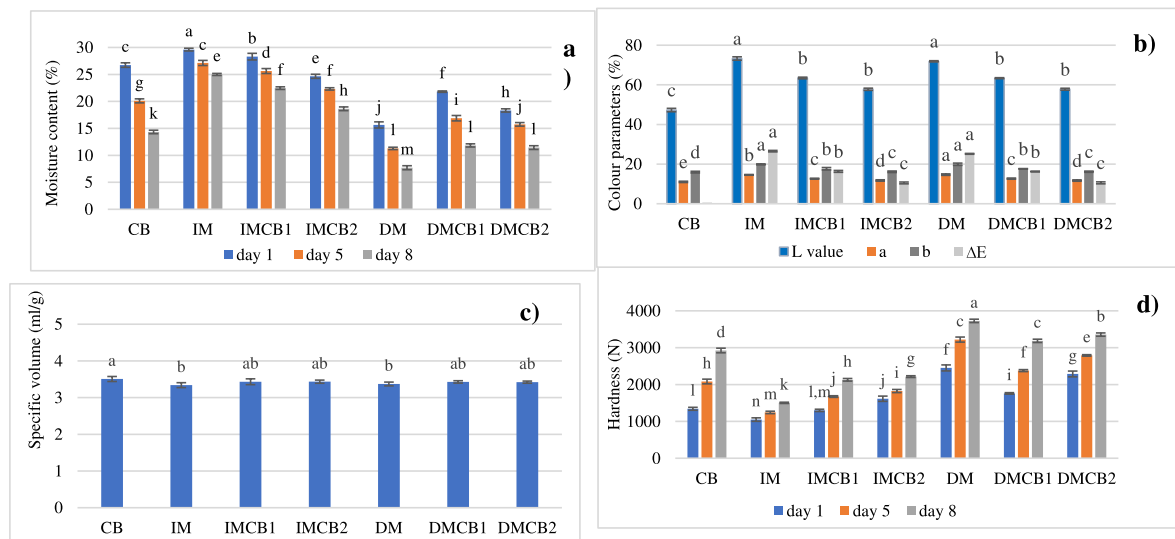 a
)
Moisture content (%)
30
25
20
15
10
5
0
c g k
a c e
b d f
e f h
j l m
f i l
h j l
CB IM IMCB1 IMCB2 DM DMCB1 DMCB2
day 1 day 5 day 8
b)
Colour parameters (%)
80
60
40
20
0
c e d
a b a a
b c b b
b d b c
a a a a
b c b b
b d b c
CB IM IMCB1 IMCB2 DM DMCB1 DMCB2
L value a b ΔE
c)
Specific volume (ml/g)
5
4
3
2
1
0
a b ab ab b ab ab
CB IM IMCB1 IMCB2 DM DMCB1 DMCB2
d)
Hardness (N)
4000
3000
2000
1000
0
l h d
n m k
l,m j h
j i g
f c a
i f c
g e b
CB IM IMCB1 IMCB2 DM DMCB1 DMCB2
day 1 day 5 day 8